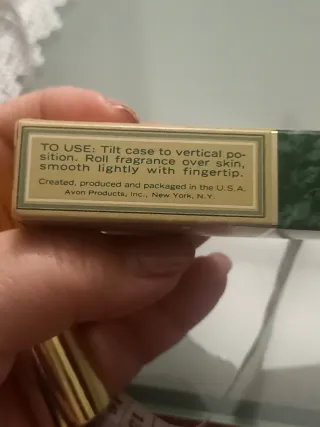 TO USE: Tilt case to vertical po-
sition. Roll fragrance over skin,
smooth lightly with fingertip.
Created, produced and packaged in the U.S.A.
Avon Products, Inc., New York, N.Y.